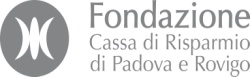 Fondazione
Cassa di Risparmio
di Padova e Rovigo